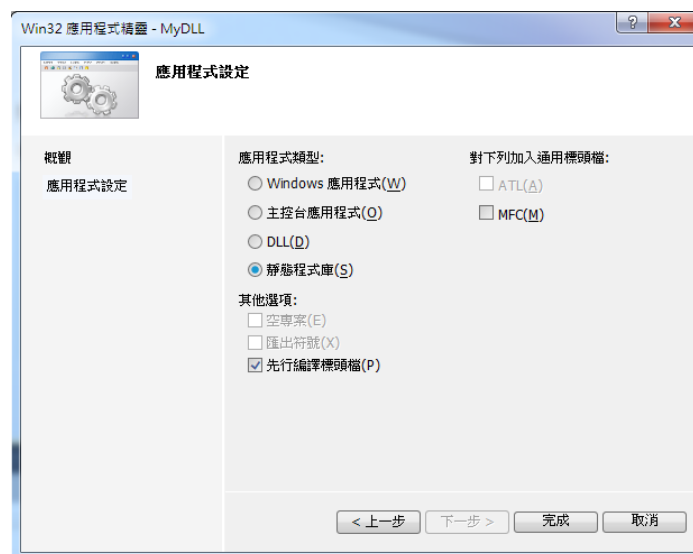 Win32 應用程式精靈 - MyDLL
應用程式設定
概觀
應用程式設定
應用程式類型:
Windows 應用程式(W)
主控台應用程式(O)
DLL(D)
靜態程式庫(S)
其他選項:
空專案(E)
匯出符號(X)
先行編譯標頭檔(P)
對下列加入通用標頭檔:
ATL(A)
MFC(M)
< 上一步
下一步 >
完成
取消